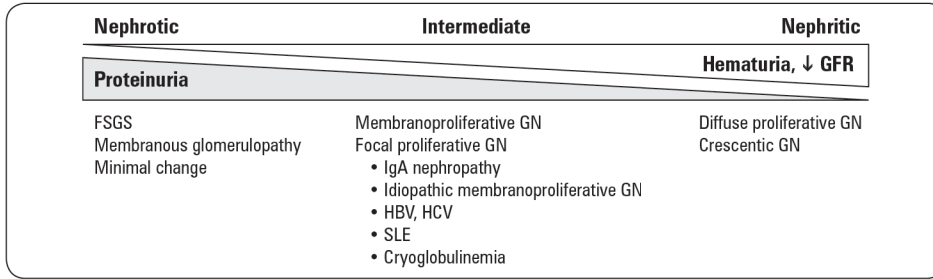 Nephrotic Intermediate Nephritic
Hematuria, ↓ GFR
Proteinuria
FSGS
Membranous glomerulopathy
Minimal change
Membranoproliferative GN
Focal proliferative GN
• IgA nephropathy
• Idiopathic membranoproliferative GN
• HBV, HCV
• SLE
• Cryoglobulinemia
Diffuse proliferative GN
Crescentic GN